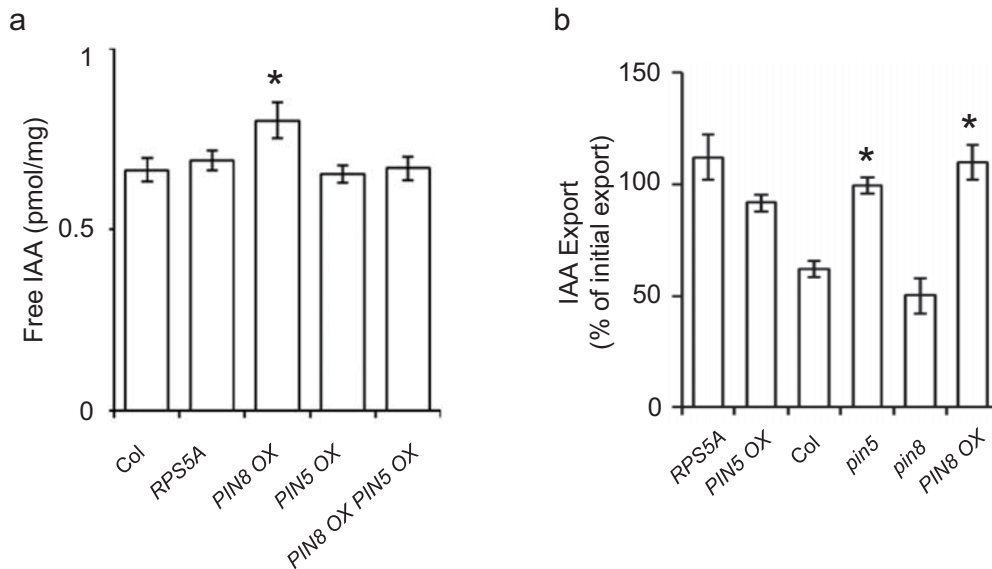 a
1
0.5
0
Free IAA (pmol/mg)
*
Col
RPS5A
PIN8 OX
PIN5 OX
PIN8 OX PIN5 OX
b
150
100
50
0
IAA Export
(% of initial export)
*
*
RPS5A
PIN5 OX
Col
pin5
pin8
PIN8 OX